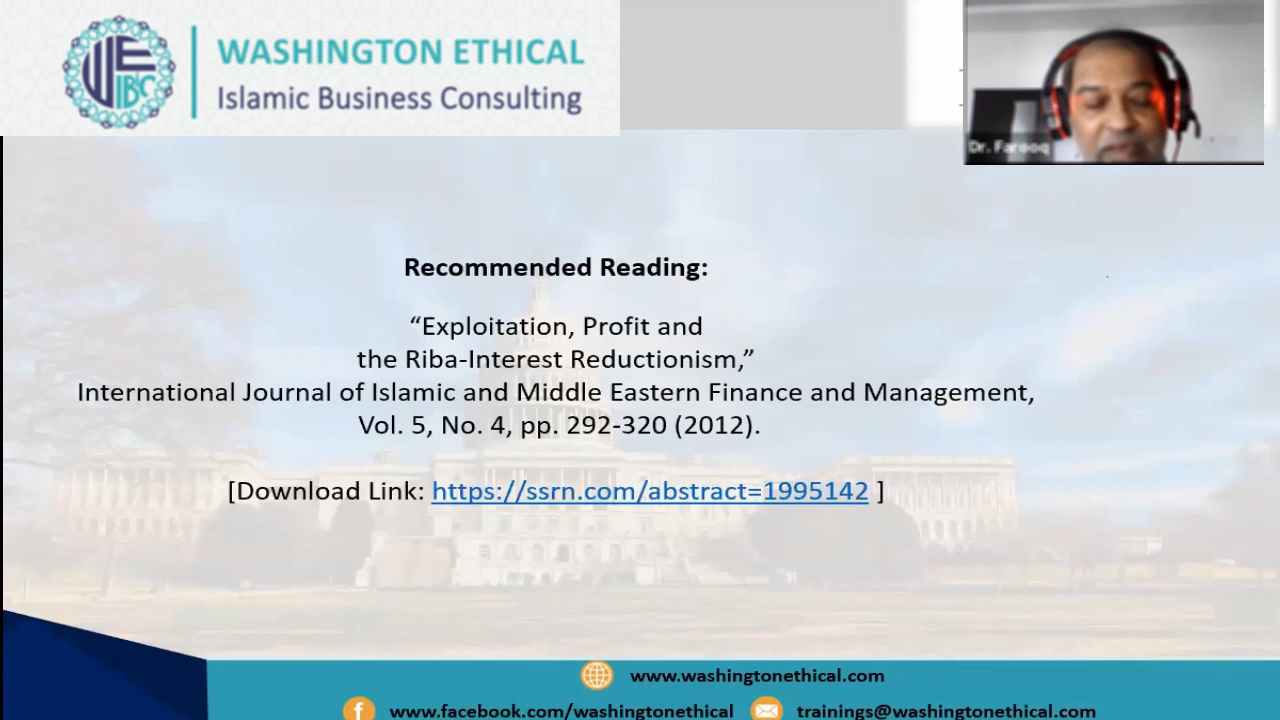 WEIBC
WASHINGTON ETHICAL
Islamic Business Consulting
Dr. Farooq
Recommended Reading:
“Exploitation, Profit and
the Riba-Interest Reductionism,”
International Journal of Islamic and Middle Eastern Finance and Management,
Vol. 5, No. 4, pp. 292-320 (2012).
[Download Link: https://ssrn.com/abstract=1995142 ]
www.washingtonethical.com
www.facebook.com/washingtonethical
trainings@washingtonethical.com